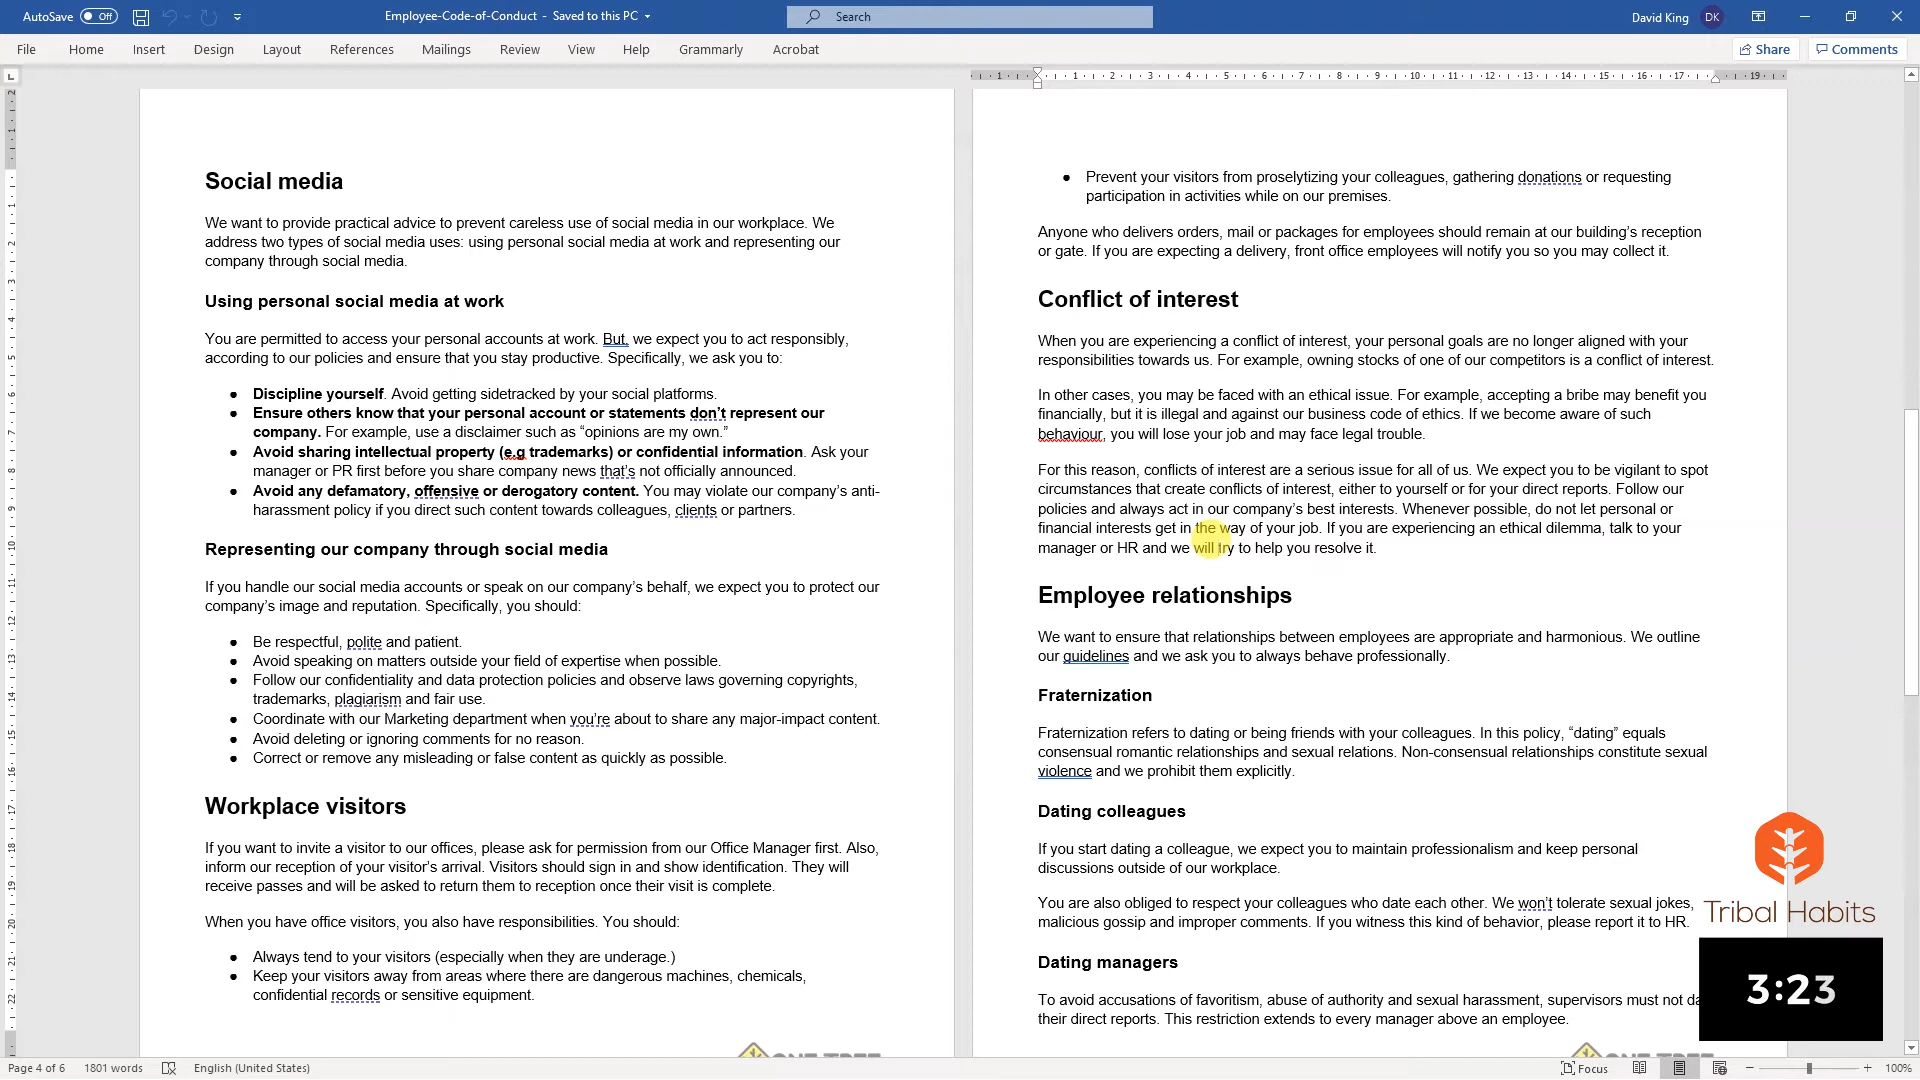 AutoSave Off Employee-Code-of-Conduct - Saved to this PC Search David King DK
File Home Insert Design Layout References Mailings Review View Help Grammarly Acrobat Share Comments
Social media
We want to provide practical advice to prevent careless use of social media in our workplace. We
address two types of social media uses: using personal social media at work and representing our
company through social media.
Using personal social media at work
You are permitted to access your personal accounts at work. But, we expect you to act responsibly,
according to our policies and ensure that you stay productive. Specifically, we ask you to:
● Discipline yourself. Avoid getting sidetracked by your social platforms.
● Ensure others know that your personal account or statements don’t represent our
company. For example, use a disclaimer such as “opinions are my own.”
● Avoid sharing intellectual property (e.g trademarks) or confidential information. Ask your
manager or PR first before you share company news that’s not officially announced.
● Avoid any defamatory, offensive or derogatory content. You may violate our company’s anti-
harassment policy if you direct such content towards colleagues, clients or partners.
Representing our company through social media
If you handle our social media accounts or speak on our company’s behalf, we expect you to protect our
company’s image and reputation. Specifically, you should:
● Be respectful, polite and patient.
● Avoid speaking on matters outside your field of expertise when possible.
● Follow our confidentiality and data protection policies and observe laws governing copyrights,
trademarks, plagiarism and fair use.
● Coordinate with our Marketing department when you’re about to share any major-impact content.
● Avoid deleting or ignoring comments for no reason.
● Correct or remove any misleading or false content as quickly as possible.
Workplace visitors
If you want to invite a visitor to our offices, please ask for permission from our Office Manager first. Also,
inform our reception of your visitor’s arrival. Visitors should sign in and show identification. They will
receive passes and will be asked to return them to reception once their visit is complete.
When you have office visitors, you also have responsibilities. You should:
● Always tend to your visitors (especially when they are underage.)
● Keep your visitors away from areas where there are dangerous machines, chemicals,
confidential records or sensitive equipment.
ONE TREE
● Prevent your visitors from proselytizing your colleagues, gathering donations or requesting
participation in activities while on our premises.
Anyone who delivers orders, mail or packages for employees should remain at our building’s reception
or gate. If you are expecting a delivery, front office employees will notify you so you may collect it.
Conflict of interest
When you are experiencing a conflict of interest, your personal goals are no longer aligned with your
responsibilities towards us. For example, owning stocks of one of our competitors is a conflict of interest.
In other cases, you may be faced with an ethical issue. For example, accepting a bribe may benefit you
financially, but it is illegal and against our business code of ethics. If we become aware of such
behaviour, you will lose your job and may face legal trouble.
For this reason, conflicts of interest are a serious issue for all of us. We expect you to be vigilant to spot
circumstances that create conflicts of interest, either to yourself or for your direct reports. Follow our
policies and always act in our company’s best interests. Whenever possible, do not let personal or
financial interests get in the way of your job. If you are experiencing an ethical dilemma, talk to your
manager or HR and we will try to help you resolve it.
Employee relationships
We want to ensure that relationships between employees are appropriate and harmonious. We outline
our guidelines and we ask you to always behave professionally.
Fraternization
Fraternization refers to dating or being friends with your colleagues. In this policy, “dating” equals
consensual romantic relationships and sexual relations. Non-consensual relationships constitute sexual
violence and we prohibit them explicitly.
Dating colleagues
If you start dating a colleague, we expect you to maintain professionalism and keep personal
discussions outside of our workplace.
You are also obliged to respect your colleagues who date each other. We won’t tolerate sexual jokes,
malicious gossip and improper comments. If you witness this kind of behavior, please report it to HR.
Dating managers
To avoid accusations of favoritism, abuse of authority and sexual harassment, supervisors must not
their direct reports. This restriction extends to every manager above an employee.
ONE TREE
Tribal Habits
3:23
Page 4 of 6 1801 words English (United States) Focus 100%